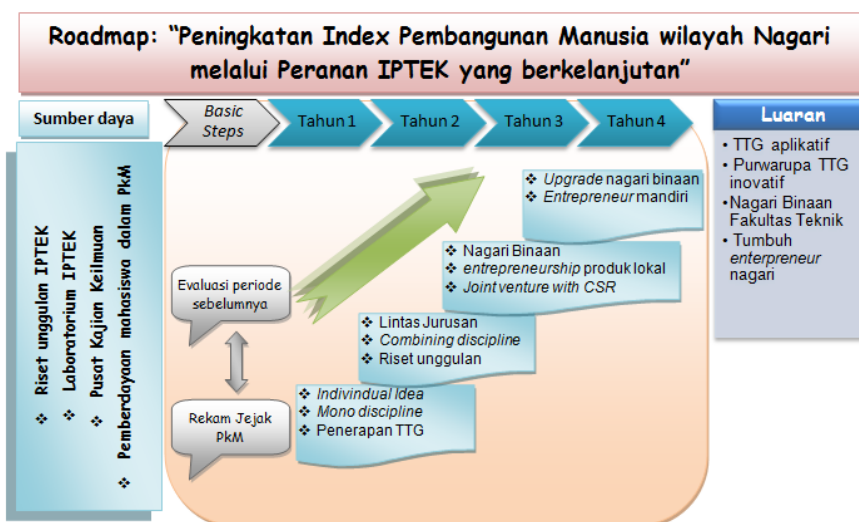 Roadmap: “Peningkatan Index Pembangunan Manusia wilayah Nagari
melalui Peranan IPTEK yang berkelanjutan”
Sumber daya
❖ Riset unggulan IPTEK
❖ Laboratorium IPTEK
❖ Pusat Kajian Keilmuan
❖ Pemberdayaan mahasiswa dalam PkM
Basic
Steps
Tahun 1
Tahun 2
Tahun 3
Tahun 4
Evaluasi periode
sebelumnya
Rekam Jejak
PkM
❖ Indivindual Idea
❖ Mono discipline
❖ Penerapan TTG
❖ Lintas Jurusan
❖ Combining discipline
❖ Riset unggulan
❖ Nagari Binaan
❖ entrepreneurship produk lokal
❖ Joint venture with CSR
❖ Upgrade nagari binaan
❖ Entrepreneur mandiri
Luaran
• TTG aplikatif
• Purwarupa TTG
inovatif
•Nagari Binaan
Fakultas Teknik
• Tumbuh
enterpreneur
nagari